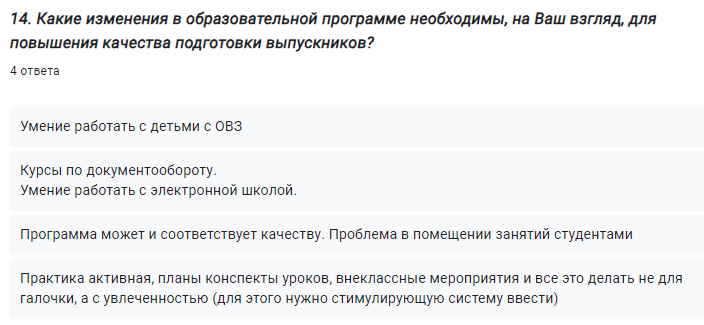 14. Какие изменения в образовательной программе необходимы, на Ваш взгляд, для
повышения качества подготовки выпускников?
4 ответа
Умение работать с детьми с ОВЗ
Курсы по документообороту.
Умение работать с электронной школой.
Программа может и соответствует качеству. Проблема в помещении занятий студентами
Практика активная, планы конспекты уроков, внеклассные мероприятия и все это делать не для
галочки, а с увлеченностью (для этого нужно стимулирующую систему ввести)